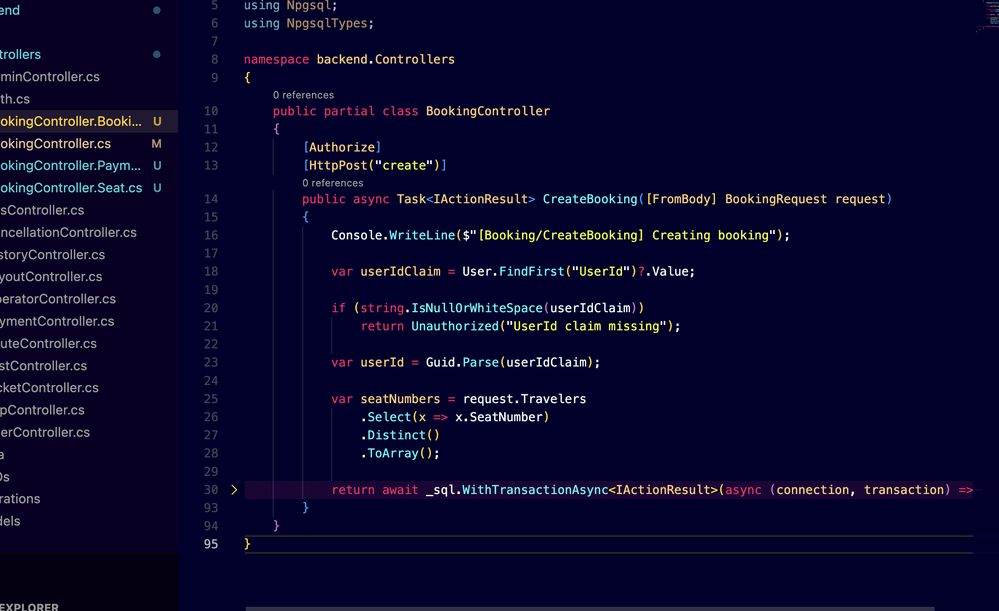 end
trollers
minController.cs
th.cs
okingController.Booki... U
okingController.cs M
okingController.Paym... U
okingController.Seat.cs U
sController.cs
ncellationController.cs
storyController.cs
youtController.cs
peratorController.cs
ymentController.cs
uteController.cs
stController.cs
cketController.cs
pController.cs
erController.cs
a
Os
rations
dels
EXPLORER
5 using Npgsql;
6 using NpgsqlTypes;
7
8 namespace backend.Controllers
9 {
0 references
10 public partial class BookingController
11 {
12 [Authorize]
13 [HttpPost("create")]
0 references
14 public async Task<IActionResult> CreateBooking([FromBody] BookingRequest request)
15 {
16 Console.WriteLine($"[Booking/CreateBooking] Creating booking");
17
18 var userIdClaim = User.FindFirst("UserId")?.Value;
19
20 if (string.IsNullOrWhiteSpace(userIdClaim))
21 return Unauthorized("UserId claim missing");
22
23 var userId = Guid.Parse(userIdClaim);
24
25 var seatNumbers = request.Travelers
26 .Select(x => x.SeatNumber)
27 .Distinct()
28 .ToArray();
29
30 return await _sql.WithTransactionAsync<IActionResult>(async (connection, transaction) =>
93 }
94 }
95 }